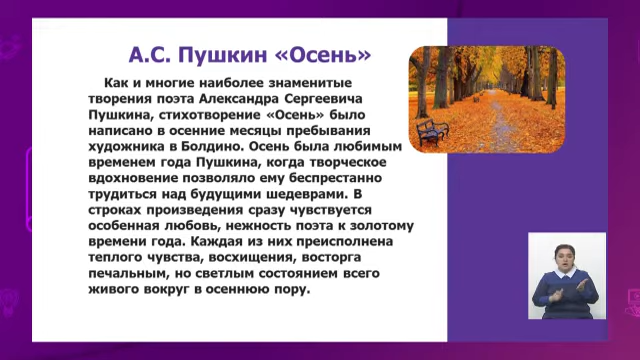 А.С. Пушкин «Осень»
Как и многие наиболее знаменитые
творения поэта Александра Сергеевича
Пушкина, стихотворение «Осень» было
написано в осенние месяцы пребывания
художника в Болдино. Осень была любимым
временем года Пушкина, когда творческое
вдохновение позволяло ему беспрестанно
трудиться над будущими шедеврами. В
строках произведения сразу чувствуется
особенная любовь, нежность поэта к золотому
времени года. Каждая из них преисполнена
теплого чувства, восхищения, восторга
печальным, но светлым состоянием всего
живого вокруг в осеннюю пору.